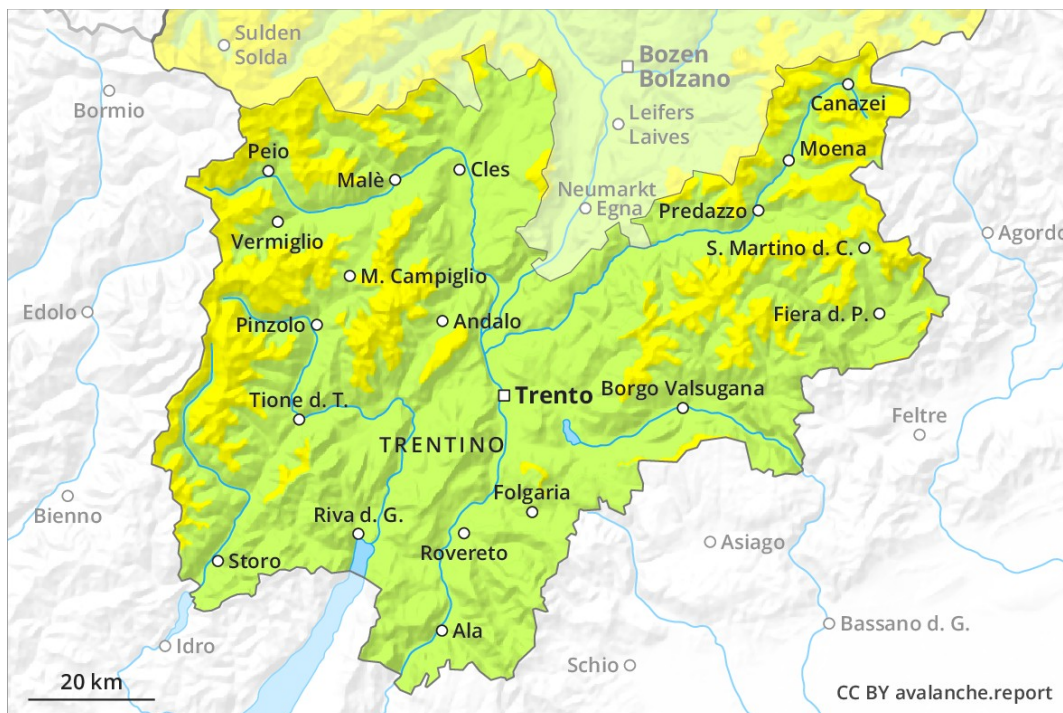 Sulden
Solda
Bozen
Bolzano
Bormio
Canazei
Leifers
Laives
Moena
Peio
Malè
Cles
Neumarkt
Egna
Predazzo
Vermiglio
S. Martino d. C.
Agordo
M. Campiglio
Edolo
Pinzolo
Andalo
Fiera d. P.
Trento
Borgo Valsugana
Tione d. T.
Feltre
TRENTINO
Bienno
Folgaria
Riva d. G.
Rovereto
Asiago
Storo
Ala
Bassano d. G.
Idro
Schio
20 km
CC BY avalanche.report